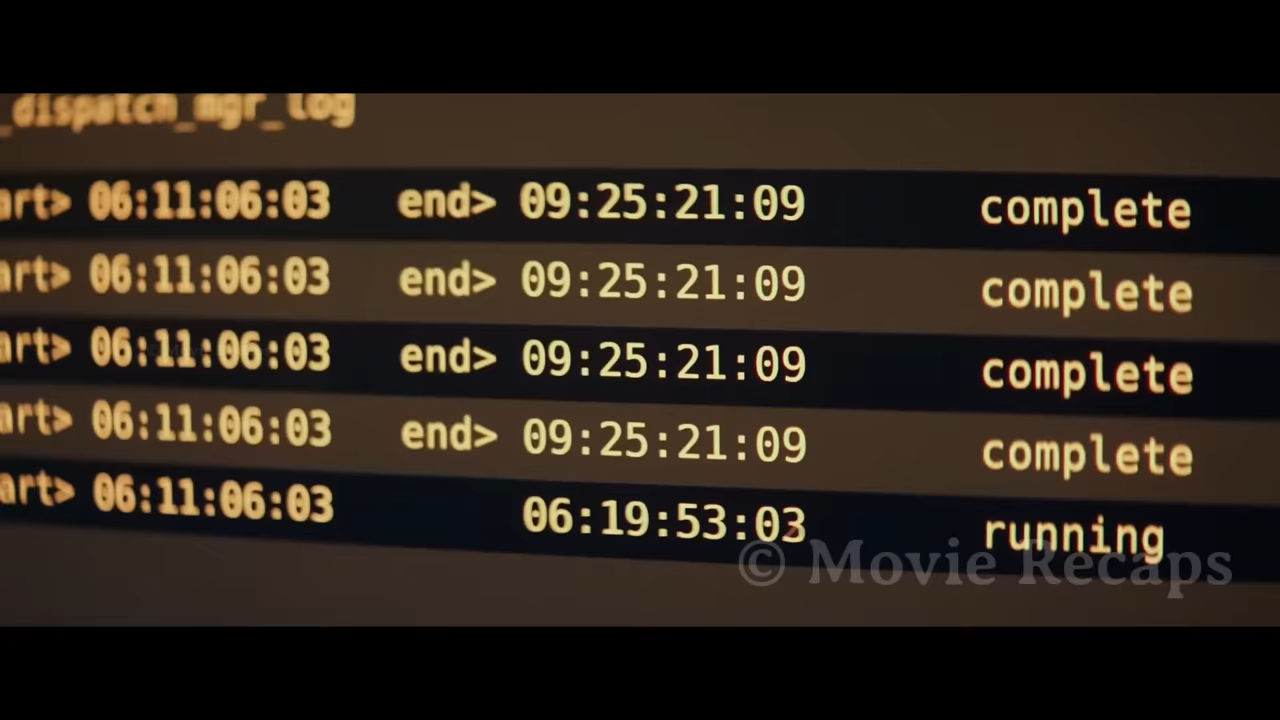 _dispatch_mgr_log
art> 06:11:06:03 end> 09:25:21:09 complete
art> 06:11:06:03 end> 09:25:21:09 complete
art> 06:11:06:03 end> 09:25:21:09 complete
art> 06:11:06:03 end> 09:25:21:09 complete
art> 06:11:06:03 06:19:53:03 running
© Movie Recaps